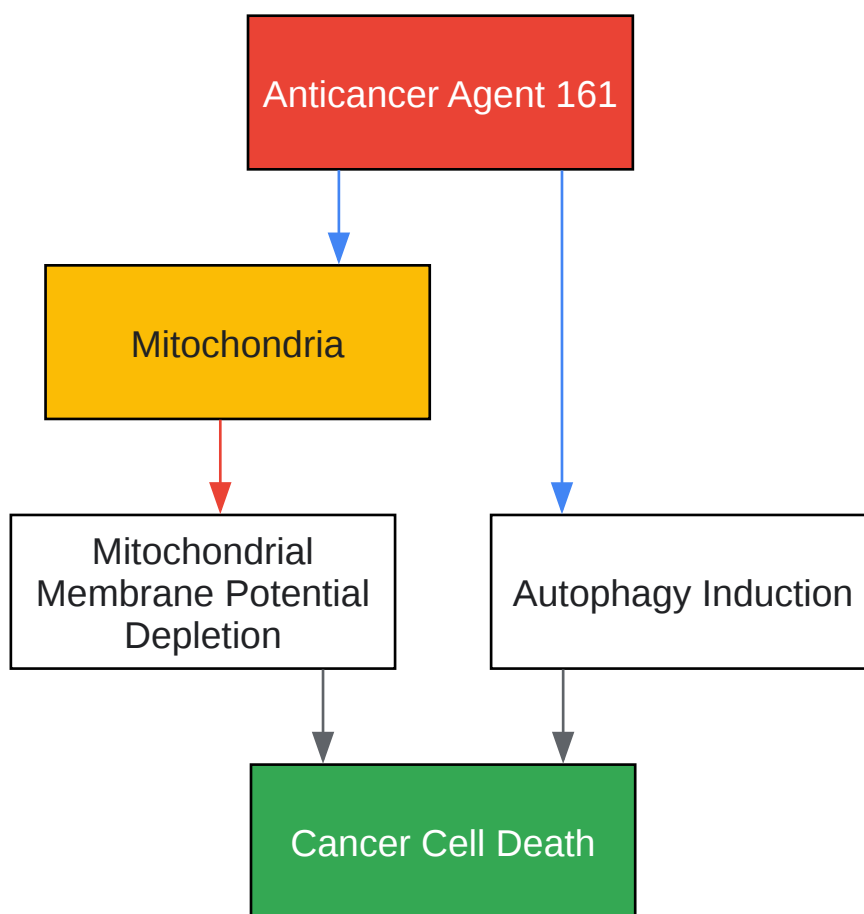 Anticancer Agent 161
Mitochondria
Mitochondrial
Membrane Potential
Depletion
Autophagy Induction
Cancer Cell Death